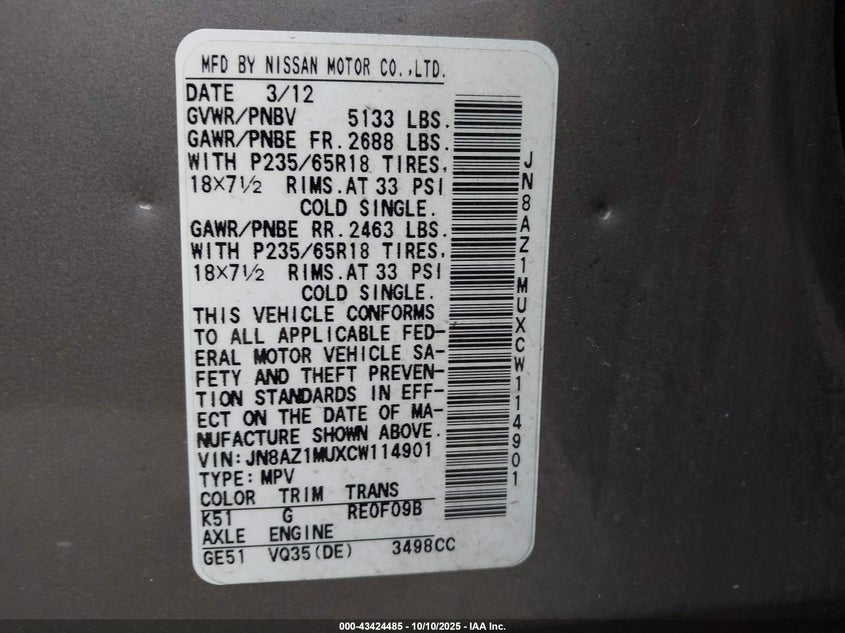 MFD BY NISSAN MOTOR CO.,LTD.
DATE 3/12
GVWR/PNBV 5133 LBS.
GAWR/PNBE FR. 2688 LBS.
WITH P235/65R18 TIRES,
18×7½ RIMS.AT 33 PSI
COLD SINGLE.
GAWR/PNBE RR. 2463 LBS.
WITH P235/65R18 TIRES,
18×7½ RIMS.AT 33 PSI
COLD SINGLE.
THIS VEHICLE CONFORMS
TO ALL APPLICABLE FED-
ERAL MOTOR VEHICLE SA-
FETY AND THEFT PREVEN-
TION STANDARDS IN EFF-
ECT ON THE DATE OF MA-
NUFACTURE SHOWN ABOVE.
VIN:JN8AZ1MUXCW114901
TYPE:MPV
COLOR TRIM TRANS
K51 G RE0F09B
AXLE ENGINE
GE51 VQ35(DE) 3498CC
JN8AZ1MUXCW114901
000-43424485 - 10/10/2025 - IAA Inc.